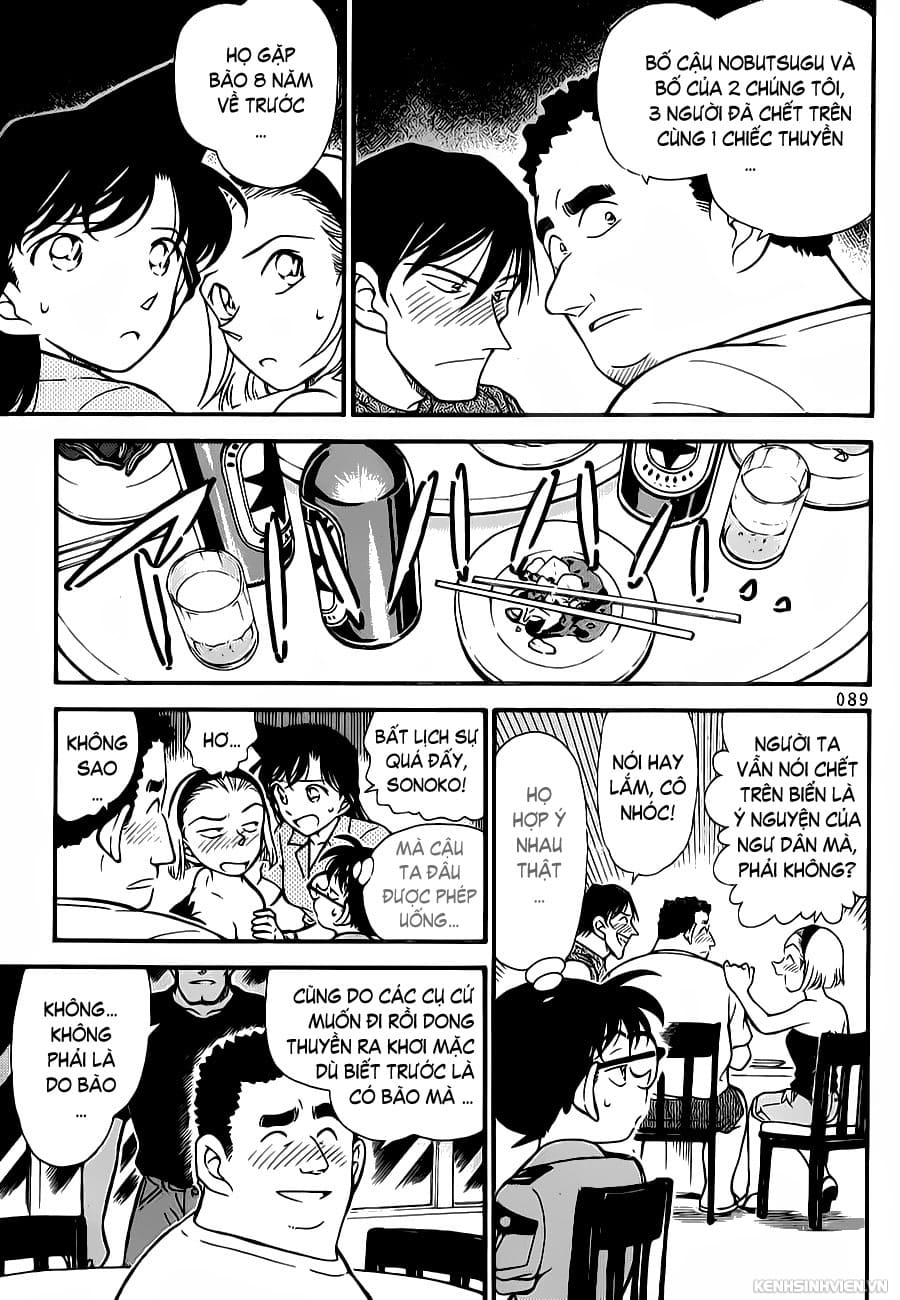 BỐ CẬU NOBUTSUGU VÀ
BỐ CỦA 2 CHÚNG TÔI,
3 NGƯỜI ĐÃ CHẾT TRÊN
CÙNG 1 CHIẾC THUYỀN
...
HỌ GẶP
BÀO 8 NĂM
VỀ TRƯỚC
...
089
NGƯỜI TA
VẦN NÓI CHẾT
TRÊN BIỂN LÀ
Ý NGUYỆN CỦA
NGƯ DÂN MÀ,
PHẢI KHÔNG?
NÓI HAY
LẮM, CÔ
NHÓC!
HỌ
HỢP Ý
NHAU
THẬT
...
BẤT LỊCH SỰ
QUÁ ĐẤY,
SONOKO!
HƠ...
MÀ CẬU
TA ĐÂU
ĐƯỢC PHÉP
UỐNG...
KHÔNG
SAO
...
CŨNG DO CÁC CỤ CỨ
MUỐN ĐI RỒI DONG
THUYỀN RA KHƠI MẶC
DÙ BIẾT TRƯỚC LÀ
CÓ BÀO MÀ ...
KHÔNG...
KHÔNG
PHẢI LÀ
DO BÀO
...
KENHSINHVIEN.VN